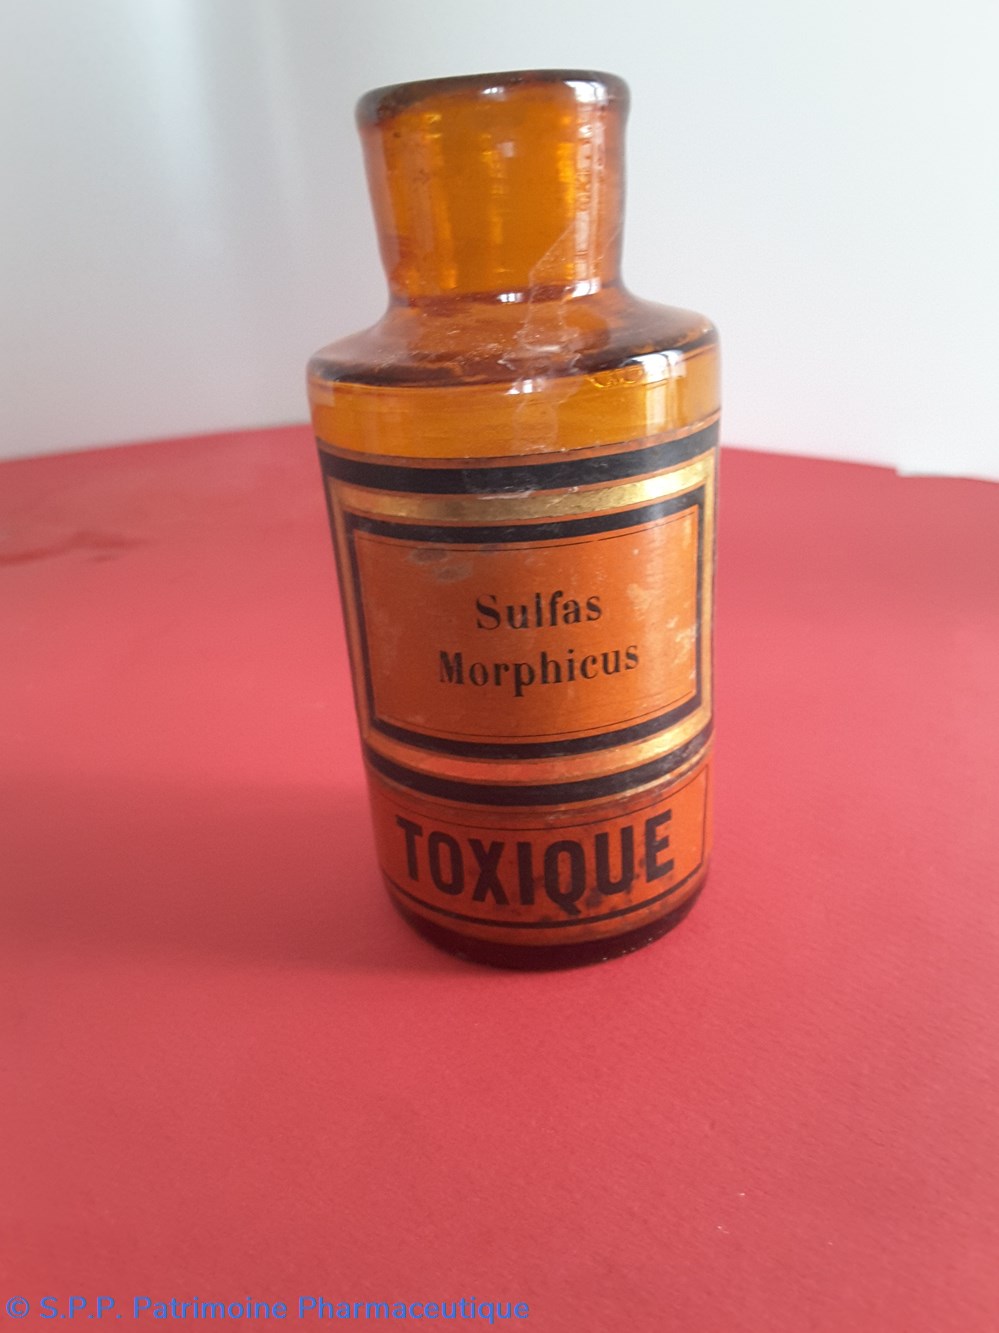 Sulfas
Morphicus
TOXIQUE
© S.P.P. Patrimoine Pharmaceutique